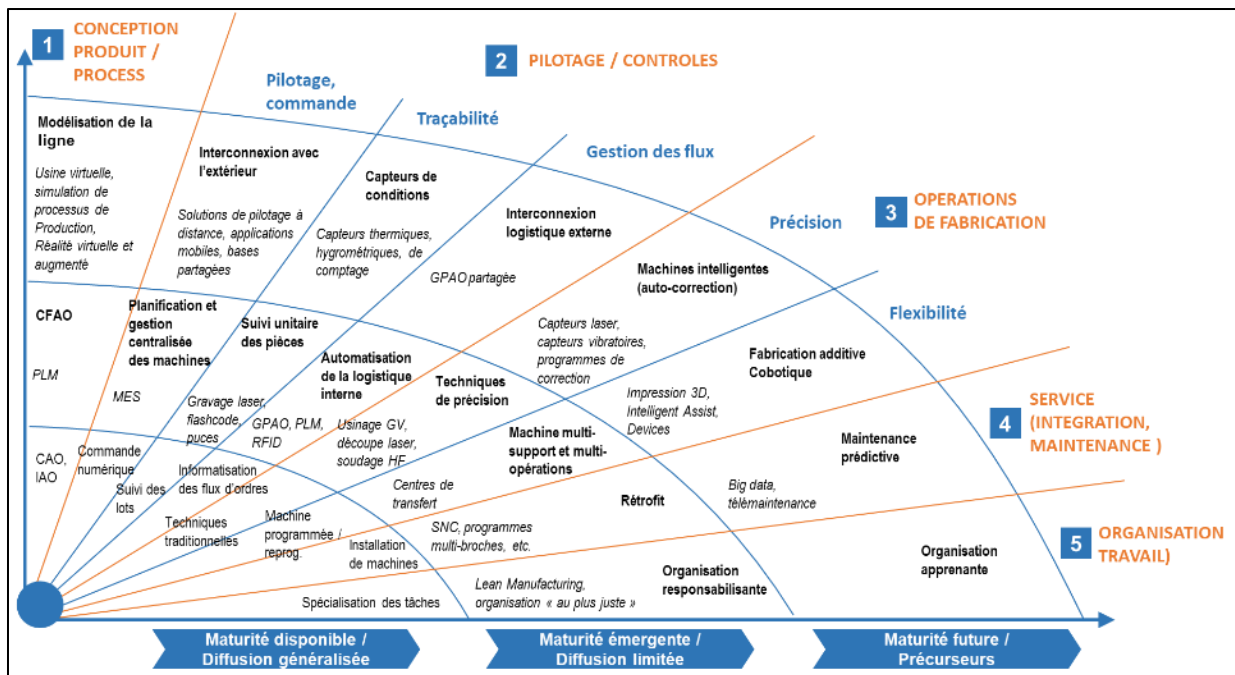 1
CONCEPTION
PRODUIT /
PROCESS
2
PILOTAGE / CONTROLES
Pilotage,
commande
Traçabilité
Gestion des flux
Précision
3
OPERATIONS
DE FABRICATION
Flexibilité
4
SERVICE
(INTEGRATION,
MAINTENANCE )
5
ORGANISATION
TRAVAIL)
Modélisation de la
ligne
Usine virtuelle,
simulation de
processus de
Production,
Réalité virtuelle et
augmenté
Interconnexion avec
l'extérieur
Solutions de pilotage à
distance, applications
mobiles, bases
partagées
Capteurs de
conditions
Capteurs thermiques,
hygrométriques, de
comptage
Interconnexion
logistique externe
GPAO partagée
Machines intelligentes
(auto-correction)
Capteurs laser,
capteurs vibratoires,
programmes de
correction
Fabrication additive
Cobotique
Impression 3D,
Intelligent Assist,
Devices
Maintenance
prédictive
Big data,
télémaintenance
Organisation
apprenante
CFAO
PLM
Planification et
gestion
centralisée
des machines
MES
Suivi unitaire
des pièces
Gravage laser,
flashcode,
puces
Automatisation
de la logistique
interne
GPAO, PLM,
RFID
Techniques
de précision
Usinage GV,
découpe laser,
soudage HF
Machine multi-
support et multi-
opérations
Centres de
transfert
Rétrofit
SNC, programmes
multi-broches, etc.
Organisation
responsabilisante
Lean Manufacturing,
organisation « au plus juste »
CAO,
IAO
Commande
numérique
Suivi des
lots
Informatisation
des flux d'ordres
Techniques
traditionnelles
Machine
programmée /
reprog.
Installation
de machines
Spécialisation des tâches
Maturité disponible /
Diffusion généralisée
Maturité émergente /
Diffusion limitée
Maturité future /
Précurseurs